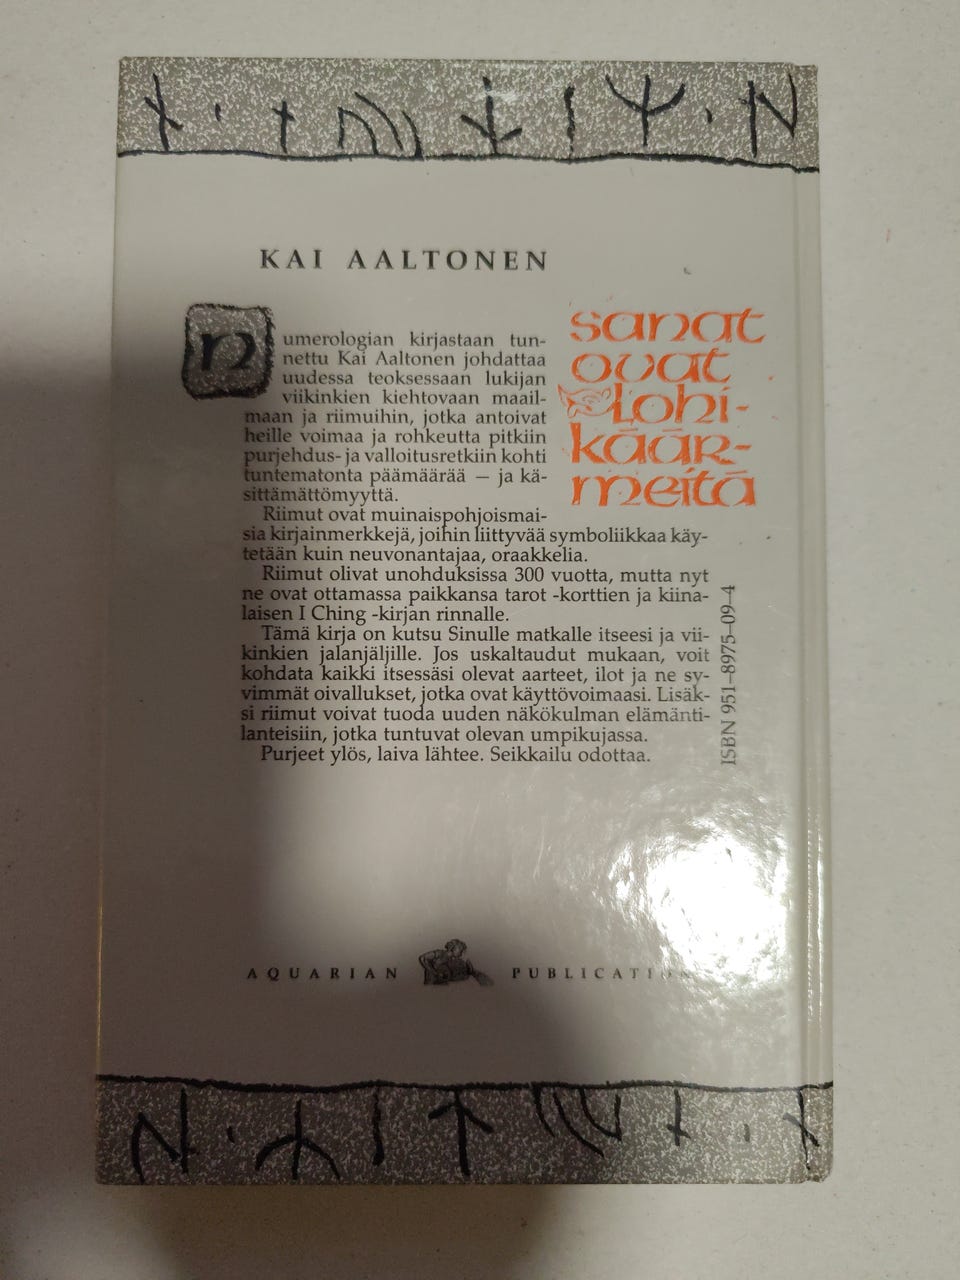 KAI AALTONEN
sanat
ovat
lohi-
käär-
meitä
numerologian kirjastaan tun-
nettu Kai Aaltonen johdattaa
uudessa teoksessaan lukijan
viikinkien kiehtovaan maail-
maan ja riimuihin, jotka antoivat
heille voimaa ja rohkeutta pitkiin
purjehdus- ja valloitusretkiin kohti
tuntematonta päämäärää — ja kä-
sittämättömyyttä.
Riimut ovat muinaispohjoismai-
sia kirjainmerkkejä, joihin liittyvää symboliikkaa käy-
tetään kuin neuvonantajaa, oraakkelia.
Riimut olivat unohduksissa 300 vuotta, mutta nyt
ne ovat ottamassa paikkansa tarot -korttien ja kiina-
laisen I Ching -kirjan rinnalle.
Tämä kirja on kutsu Sinulle matkalle itseesi ja vii-
kinkien jalanjäljille. Jos uskaltaudut mukaan, voit
kohdata kaikki itsessäsi olevat aarteet, ilot ja ne sy-
vimmät oivallukset, jotka ovat käyttövoimaasi. Lisäk-
si riimut voivat tuoda uuden näkökulman elämänti-
lanteisiin, jotka tuntuvat olevan umpikujassa.
Purjeet ylös, laiva lähtee. Seikkailu odottaa.
ISBN 951-8975-09-4
AQUARIAN PUBLICATIONS